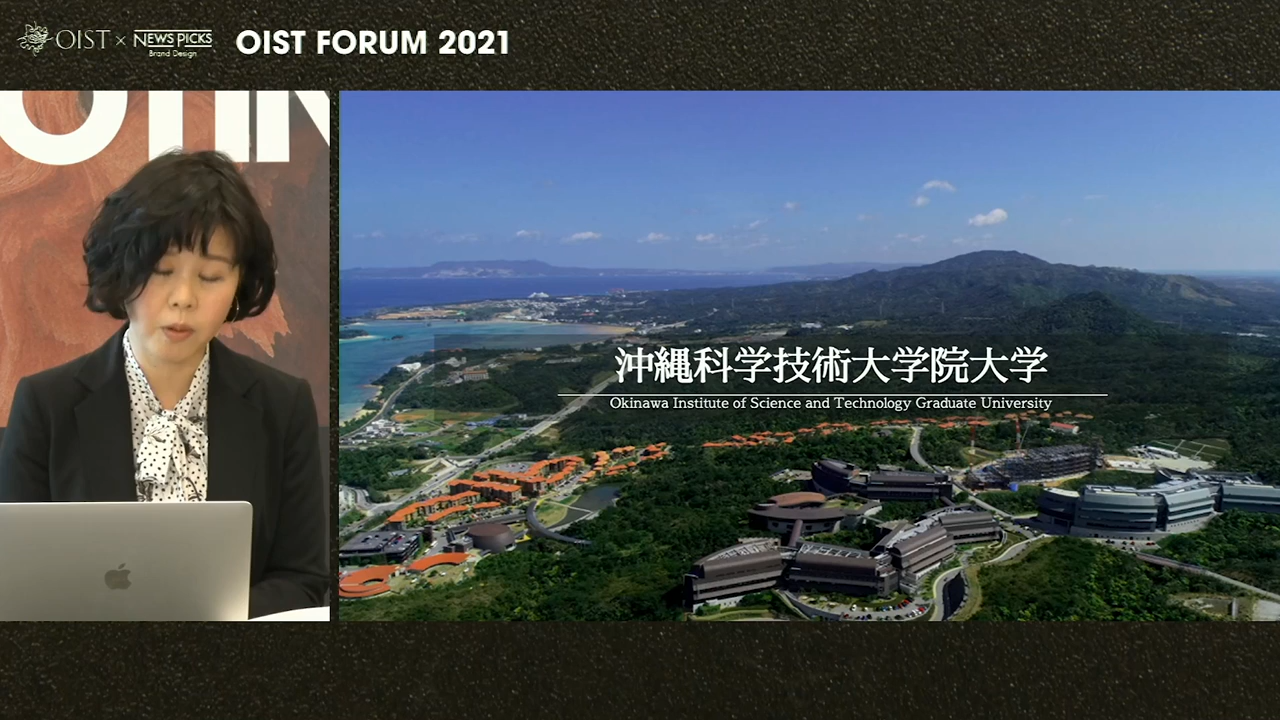 OIST × NEWS PICKS
Brand Design
OIST FORUM 2021
沖縄科学技術大学院大学
Okinawa Institute of Science and Technology Graduate University